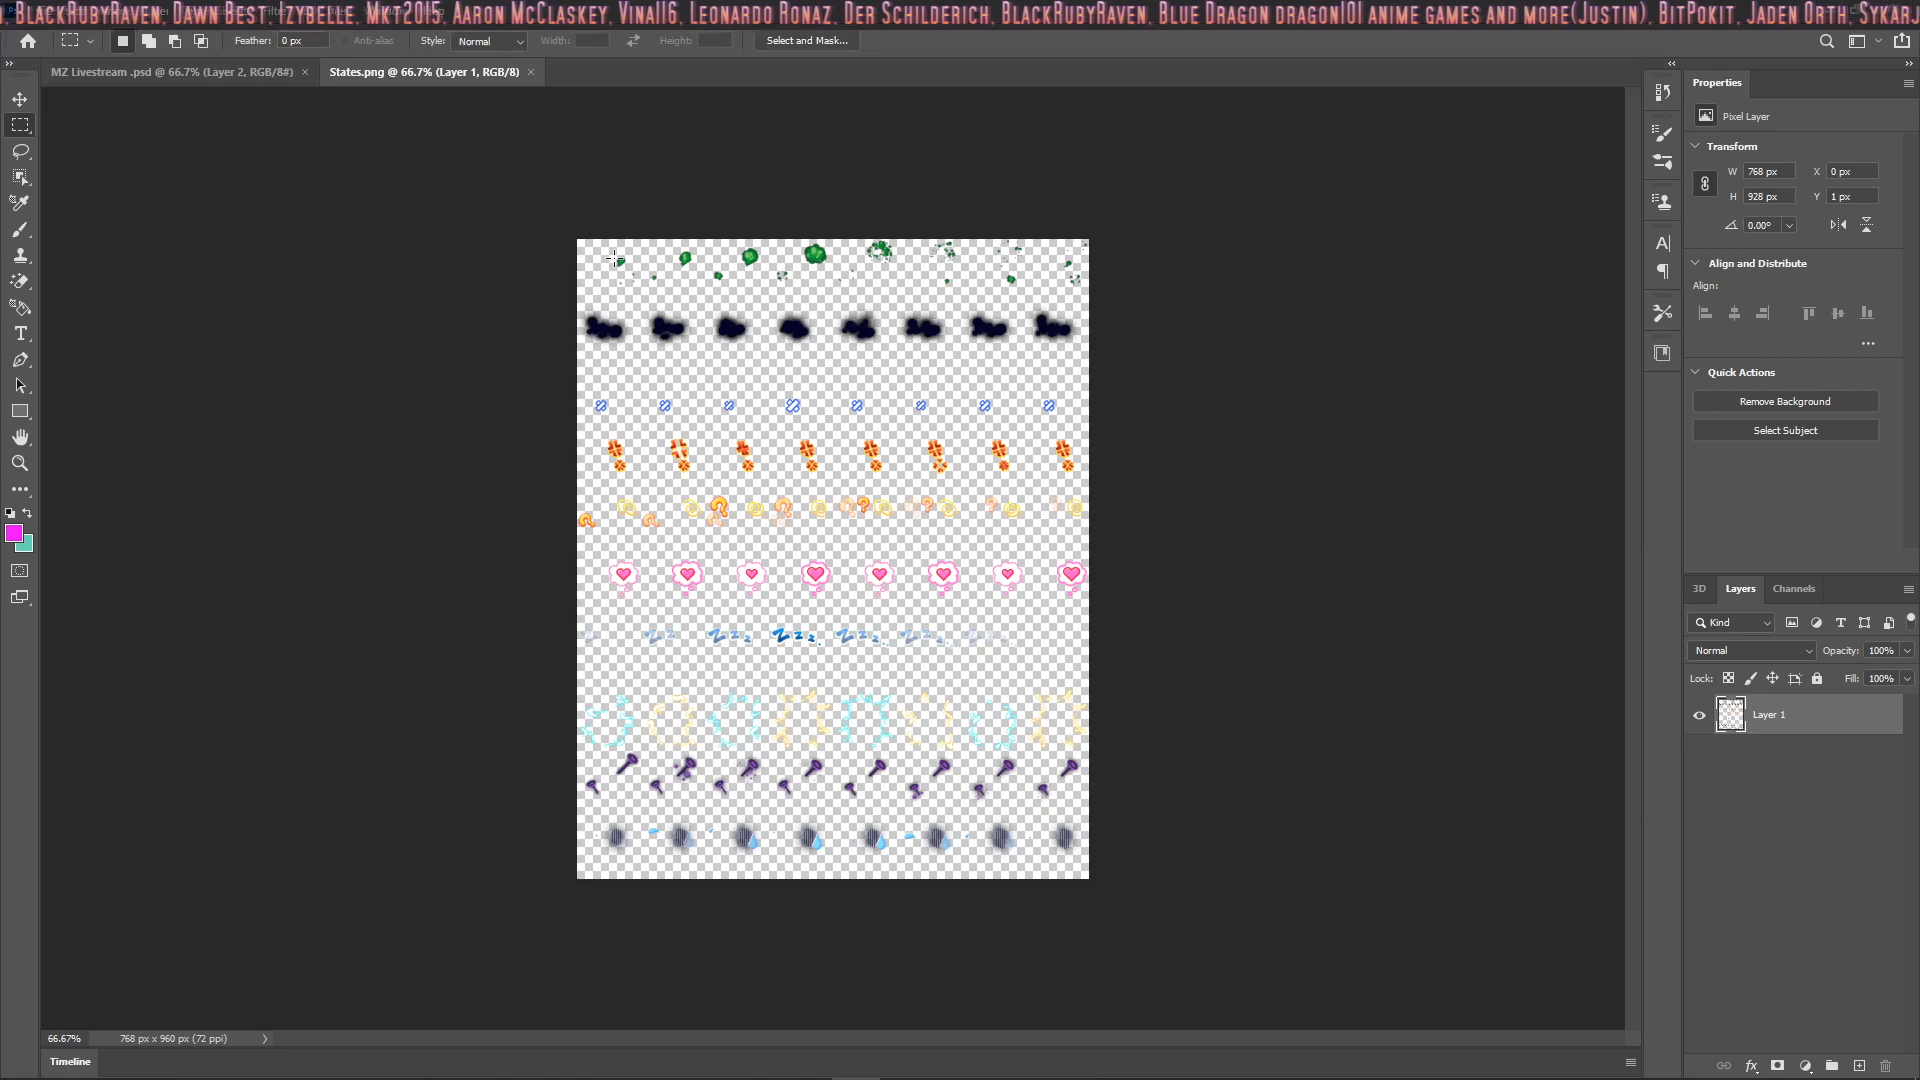 , BlackRubyRaven, Dawn Best, Izybelle, Mkr2015, Aaron McClaskey, Vina116, Leonardo Ronaz, Der Schilderich, BlackRubyRaven, Blue Dragon dragon101 anime games and more(Justin), BitPokit, Jaden Orth, Sykarj
Feather: 0 px Anti-alias Style: Normal Width: Height: Select and Mask...
MZ Livestream .psd @ 66.7% (Layer 2, RGB/8#) × States.png @ 66.7% (Layer 1, RGB/8) ×
Properties
Pixel Layer
Transform
W 768 px X 0 px
H 928 px Y 1 px
0.00°
Align and Distribute
Align:
Quick Actions
Remove Background
Select Subject
3D Layers Channels
Kind
Normal Opacity: 100%
Lock: Fill: 100%
Layer 1
66.67% 768 px x 960 px (72 ppi)
Timeline